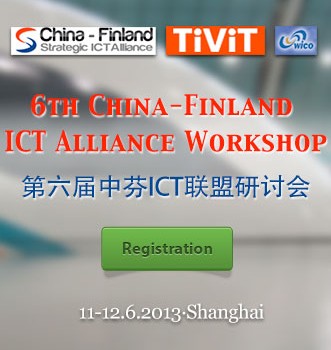 China - Finland
Strategic ICT Alliance
TiViT
WiCO
6th China-Finland
ICT Alliance Workshop
第六届中芬ICT联盟研讨会
Registration
11-12.6.2013·Shanghai